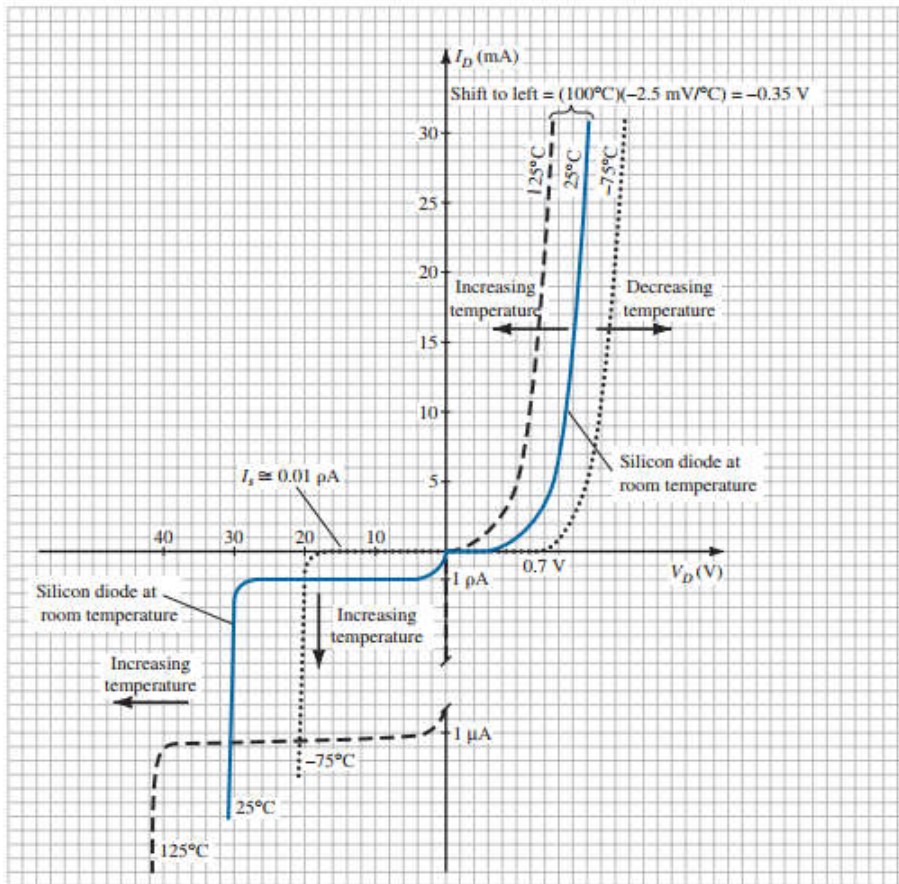 I_D (mA)
Shift to left = (100°C)(–2.5 mV/°C) = –0.35 V
30
125°C
25°C
–75°C
25
20
Increasing
temperature
Decreasing
temperature
15
10
Silicon diode at
room temperature
I_s ≅ 0.01 ρA
5
40
30
20
10
0.7 V
V_D (V)
1 ρA
Silicon diode at
room temperature
Increasing
temperature
Increasing
temperature
1 μA
–75°C
25°C
125°C